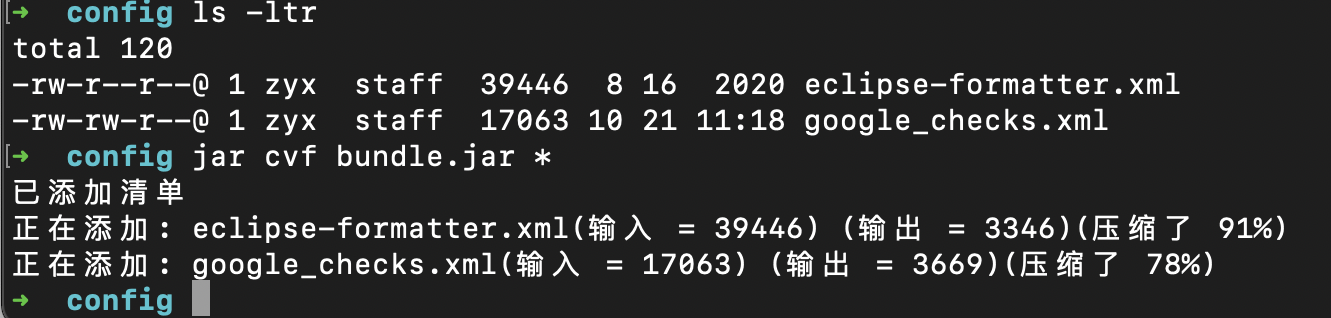 [➜  config ls -ltr
total 120
-rw-r--r--@ 1 zyx  staff  39446  8 16  2020 eclipse-formatter.xml
-rw-rw-r--@ 1 zyx  staff  17063 10 21 11:18 google_checks.xml
[➜  config jar cvf bundle.jar *
已添加清单
正在添加: eclipse-formatter.xml(输入 = 39446) (输出 = 3346)(压缩了 91%)
正在添加: google_checks.xml(输入 = 17063) (输出 = 3669)(压缩了 78%)
➜  config